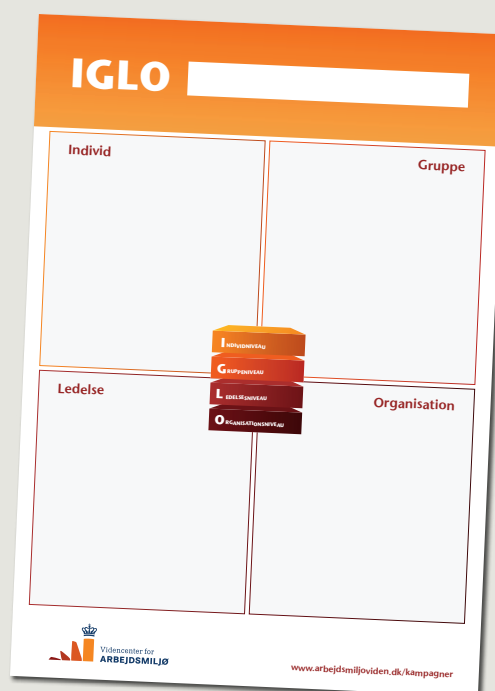 IGLO
Individ
Gruppe
INDIVIDNIVEAU
GRUPPENIVEAU
LEDELSESNIVEAU
ORGANISATIONSNIVEAU
Ledelse
Organisation
Videncenter for
ARBEJDSMILJØ
www.arbejdsmiljoviden.dk/kampagner